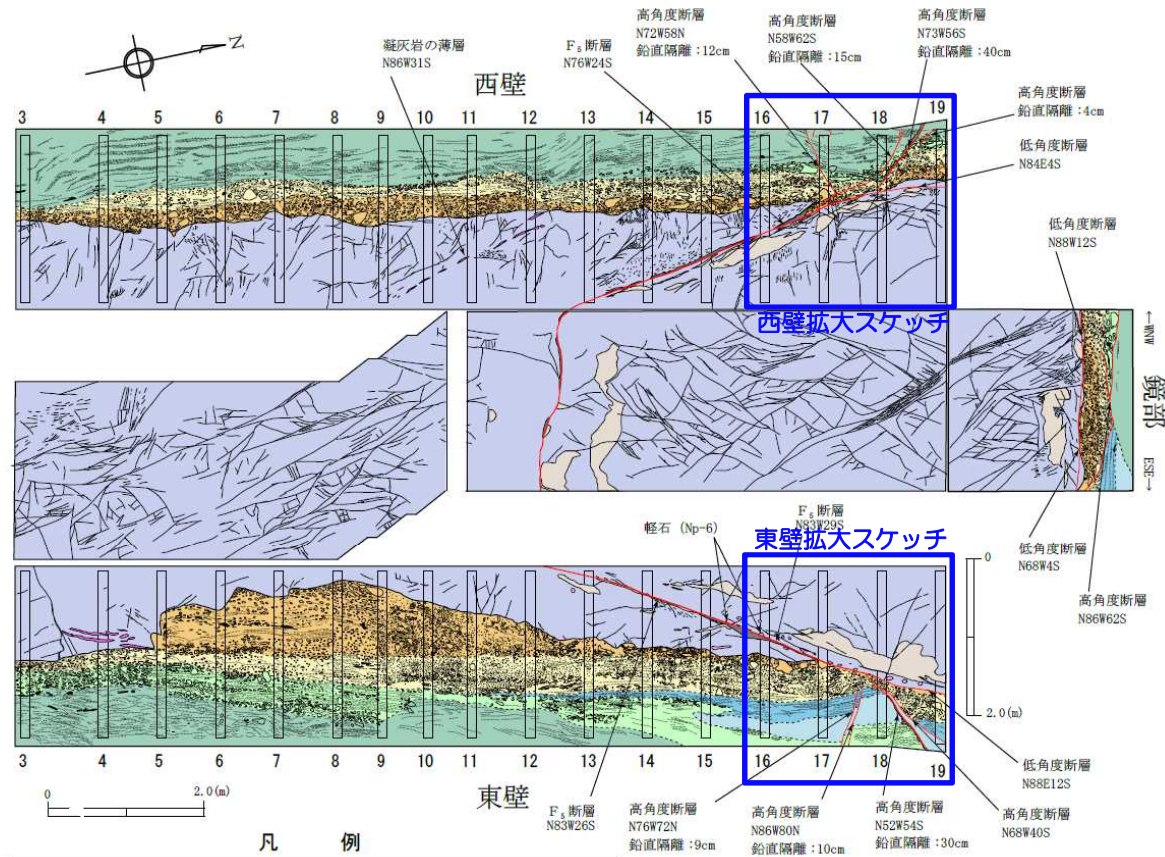 N
凝灰岩の薄層
N86W31S
西壁
F₅断層
N76W24S
高角度断層
N72W58N
鉛直隔離：12cm
高角度断層
N58W62S
鉛直隔離：15cm
高角度断層
N73W56S
鉛直隔離：40cm
高角度断層
鉛直隔離：4cm
低角度断層
N84E4S
3 4 5 6 7 8 9 10 11 12 13 14 15 16 17 18 19
西壁拡大スケッチ
低角度断層
N88W12S
←WNW
鏡部
ESE→
低角度断層
N68W4S
高角度断層
N86W62S
軽石 (Np-6)
F₅断層
N83W29S
東壁拡大スケッチ
0
2.0(m)
3 4 5 6 7 8 9 10 11 12 13 14 15 16 17 18 19
東壁
0
2.0(m)
F₅断層
N83W26S
高角度断層
N76W72N
鉛直隔離：9cm
高角度断層
N86W80N
鉛直隔離：10cm
高角度断層
N52W54S
鉛直隔離：30cm
高角度断層
N68W40S
低角度断層
N88E12S
凡 例